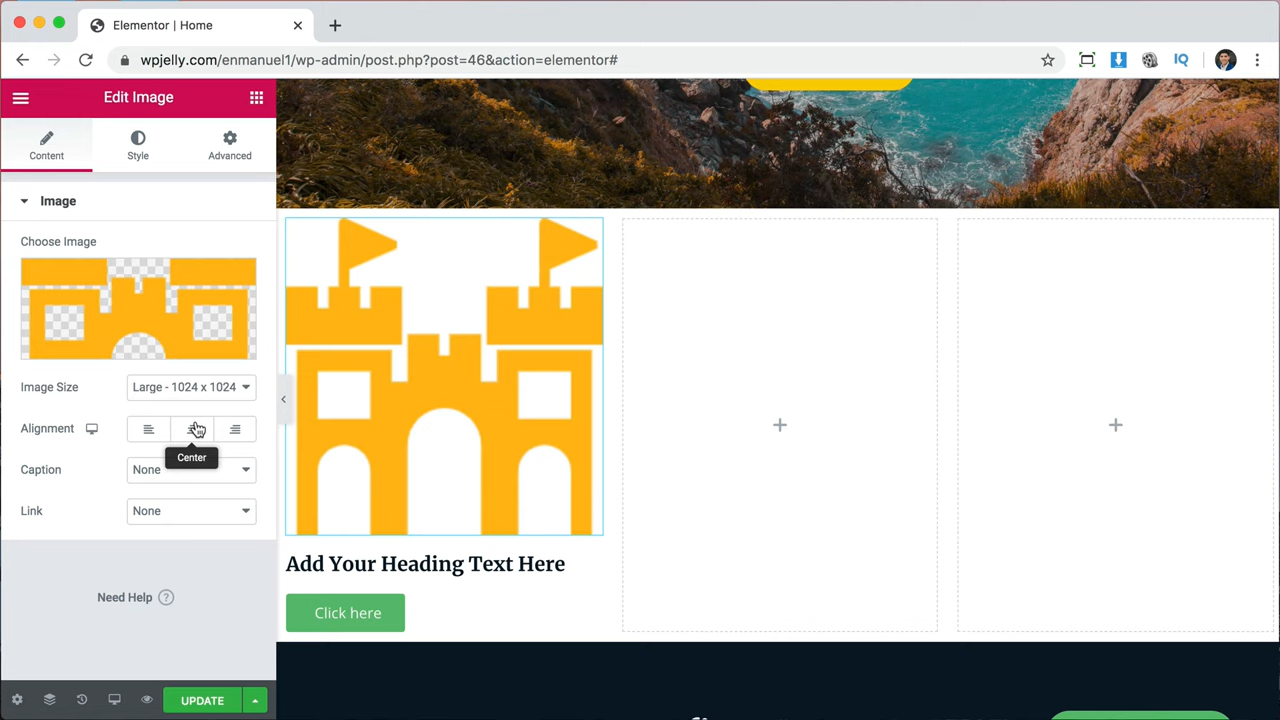 Elementor | Home
wpjelly.com/enmanuel1/wp-admin/post.php?post=46&action=elementor#
IQ
Edit Image
Content
Style
Advanced
Image
Choose Image
Image Size
Large - 1024 x 1024
Alignment
Center
Caption
None
Link
None
Need Help ?
UPDATE
Add Your Heading Text Here
Click here